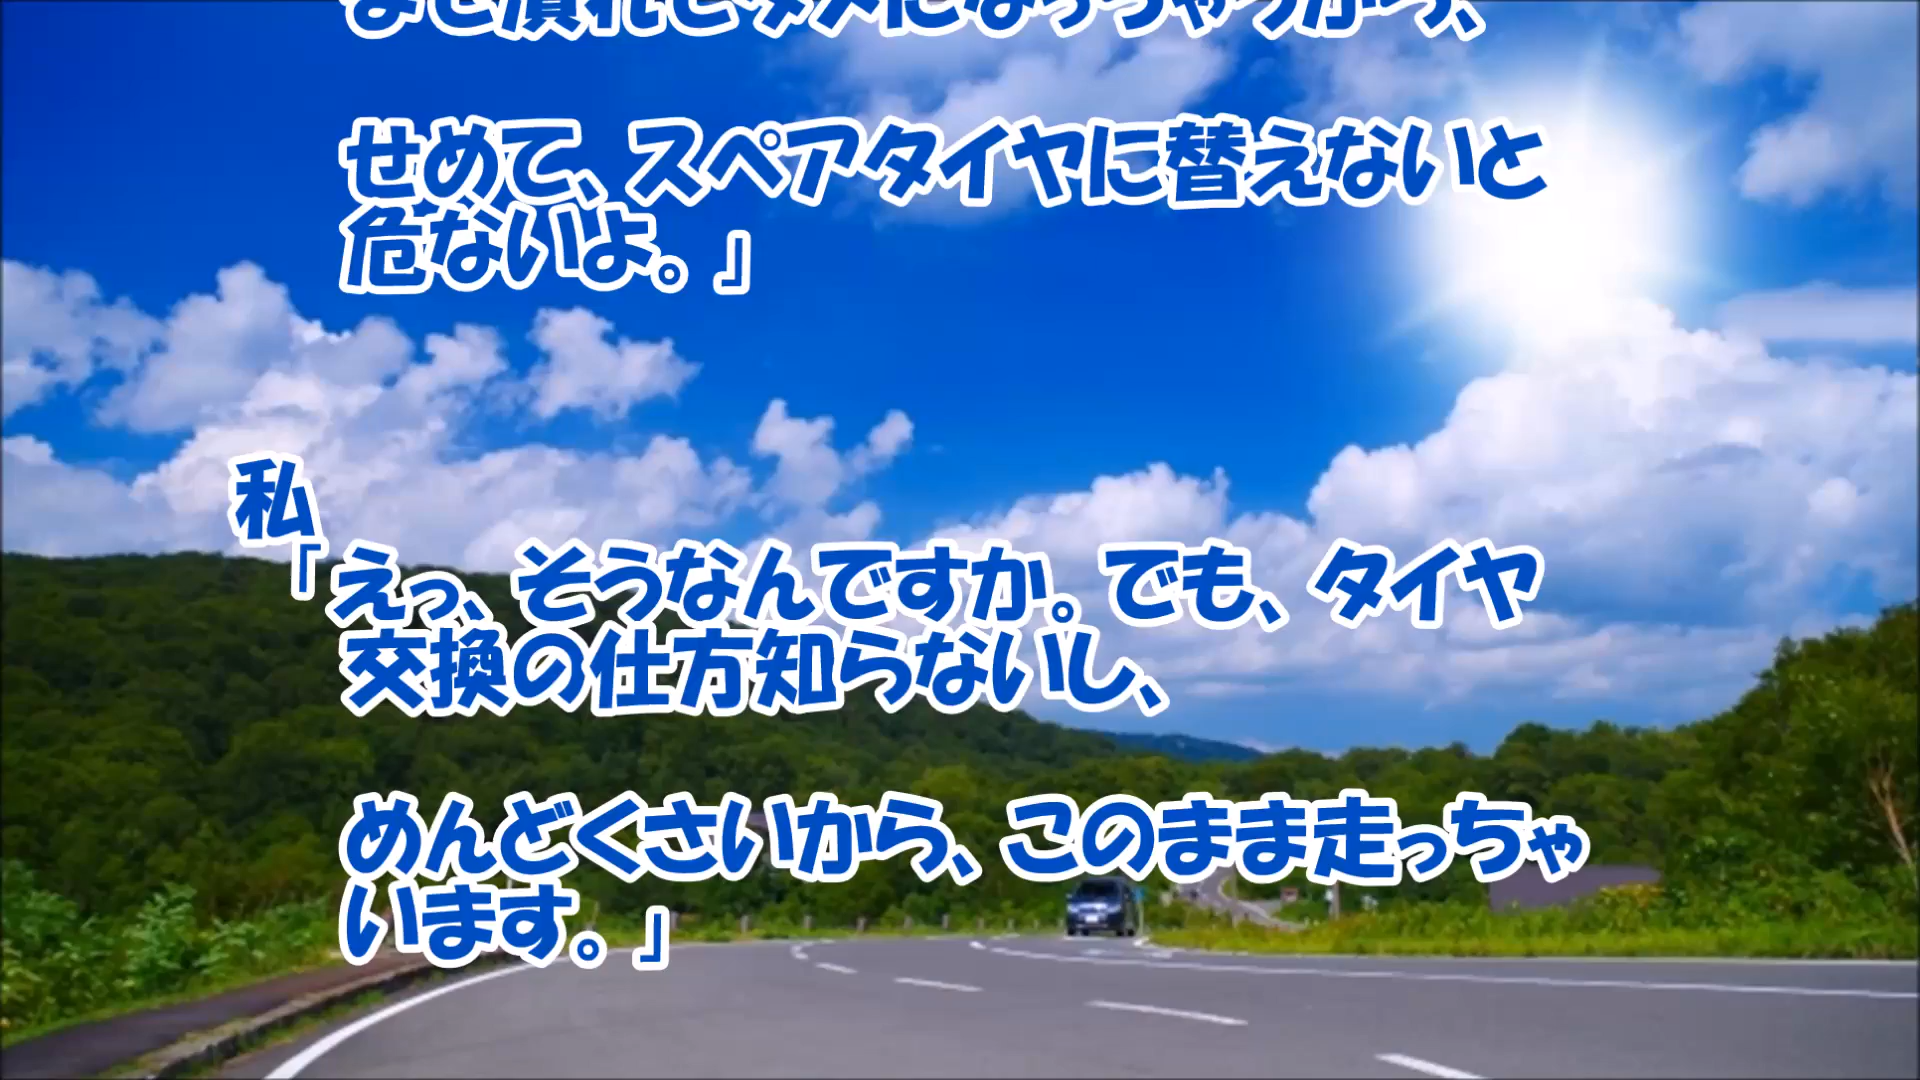 せめて、スペアタイヤに替えないと
危ないよ。』
私
「えっ、そうなんですか。でも、タイヤ
交換の仕方知らないし、
めんどくさいから、このまま走っちゃ
います。」